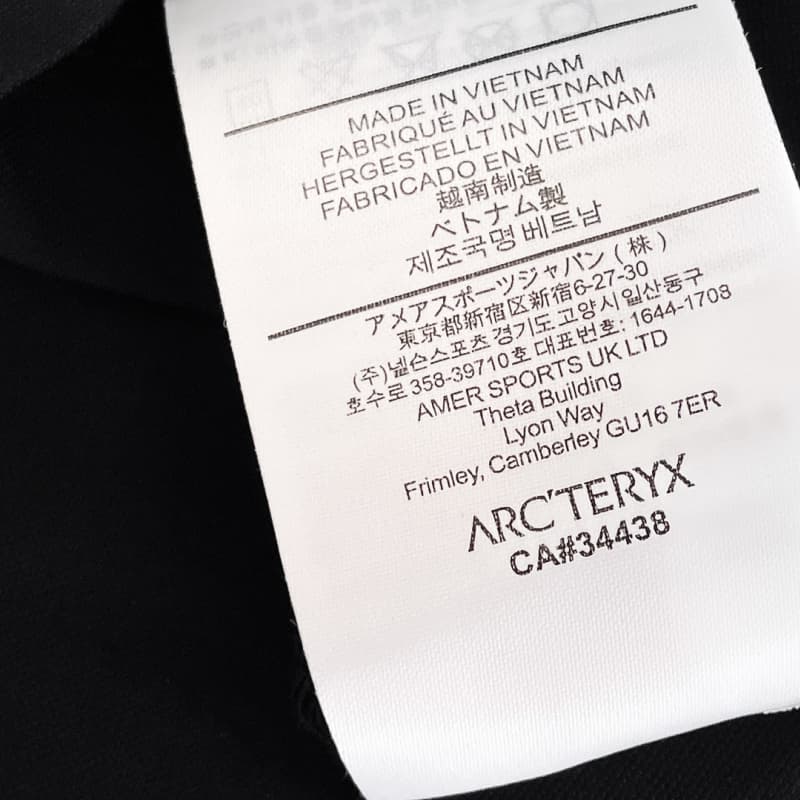 MADE IN VIETNAM
FABRIQUÉ AU VIETNAM
HERGESTELLT IN VIETNAM
FABRICADO EN VIETNAM
越南制造
ベトナム製
제조국명 베트남
アメアスポーツジャパン（株）
東京都新宿区新宿6-27-30
(주)넬슨스포츠 경기도 고양시 일산동구
호수로 358-39710호 대표번호: 1644-1708
AMER SPORTS UK LTD
Theta Building
Lyon Way
Frimley, Camberley GU16 7ER
ARC'TERYX
CA#34438